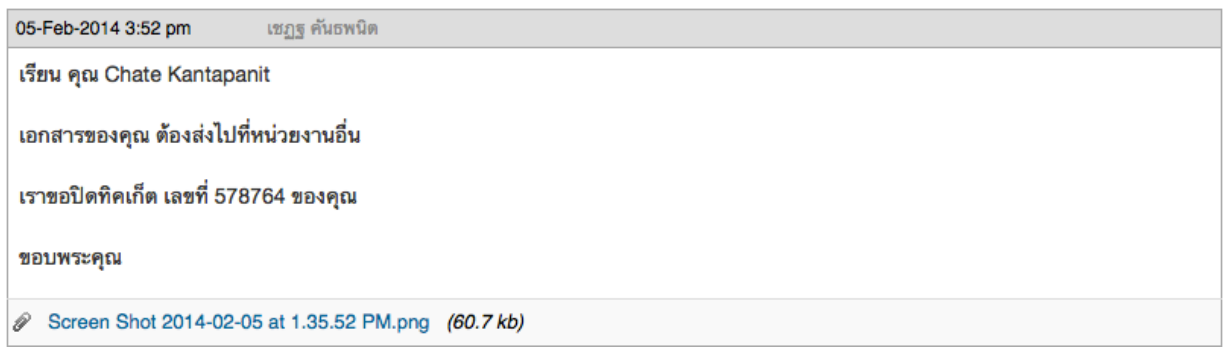 05-Feb-2014 3:52 pm เชฏฐ คันธพนิต
เรียน คุณ Chate Kantapanit
เอกสารของคุณ ต้องส่งไปที่หน่วยงานอื่น
เราขอปิดทิคเก็ต เลขที่ 578764 ของคุณ
ขอบพระคุณ
Screen Shot 2014-02-05 at 1.35.52 PM.png (60.7 kb)